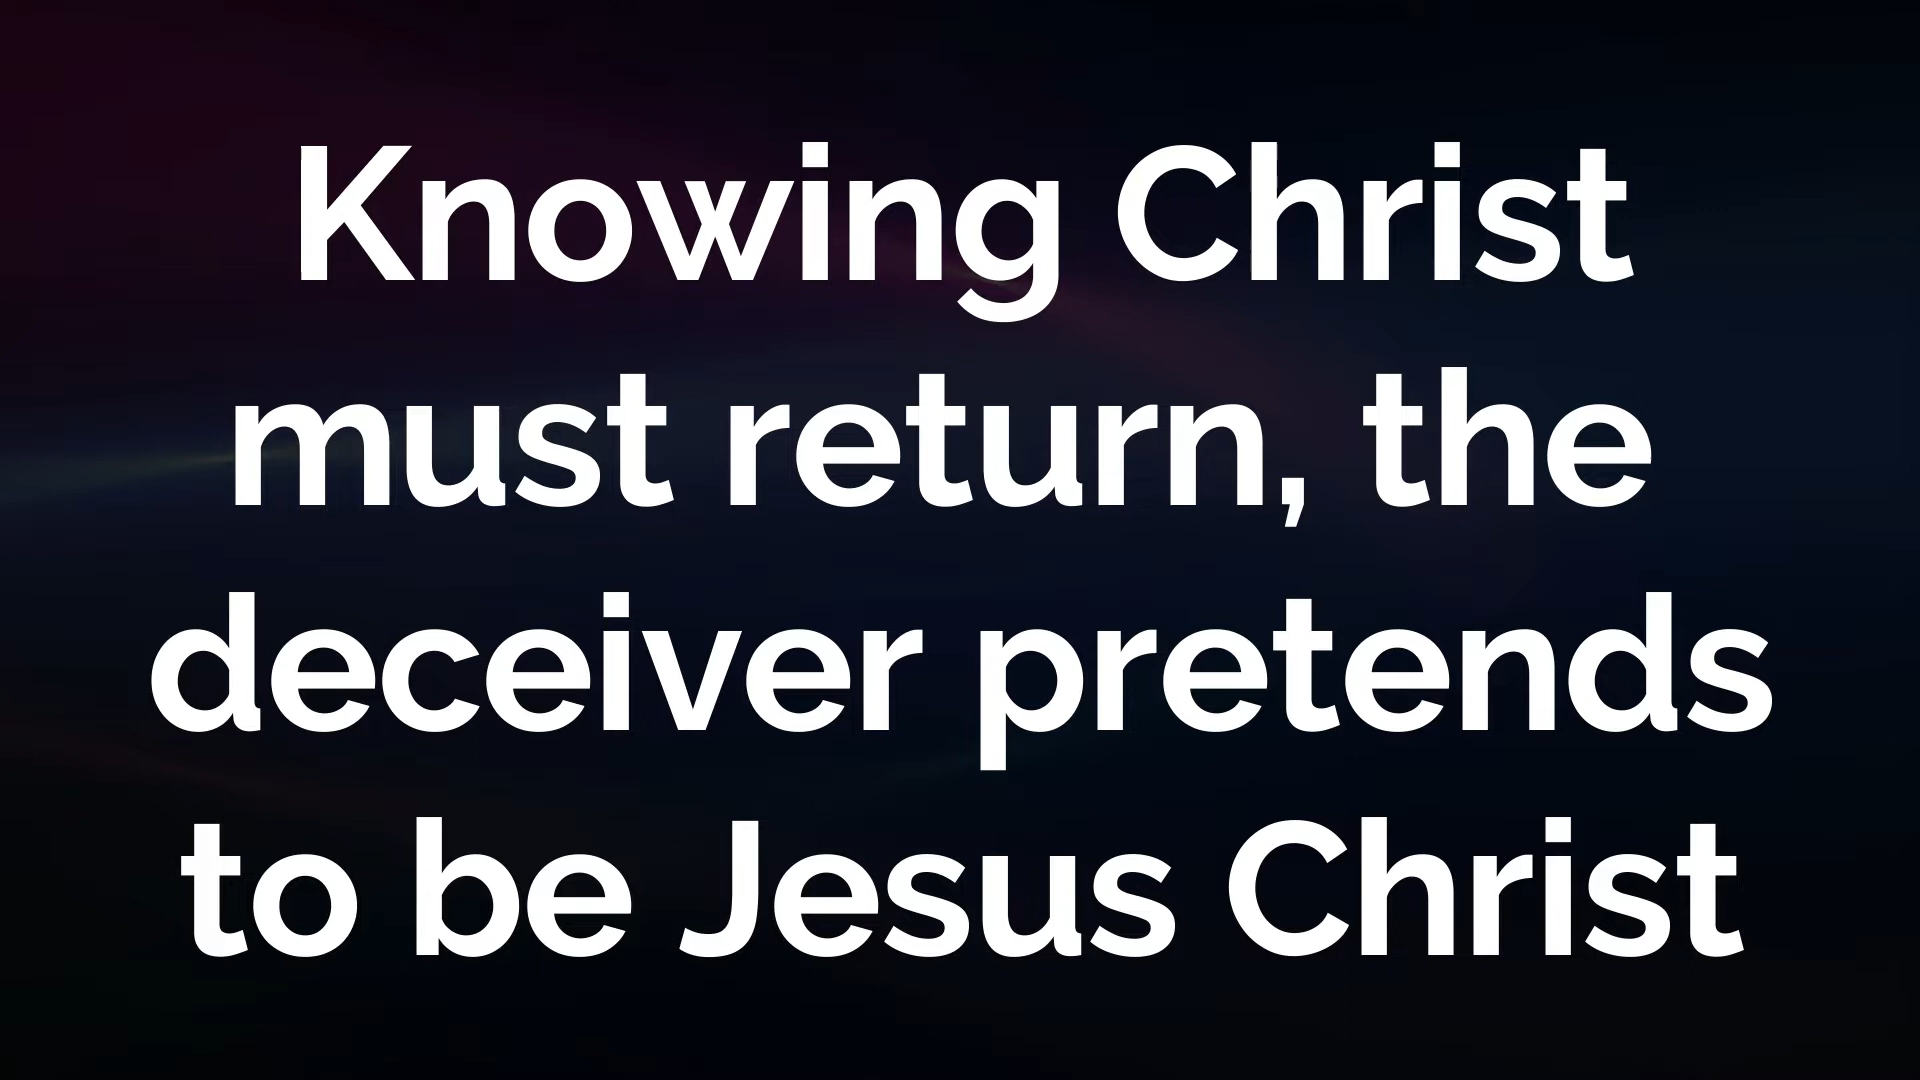 Knowing Christ
must return, the
deceiver pretends
to be Jesus Christ